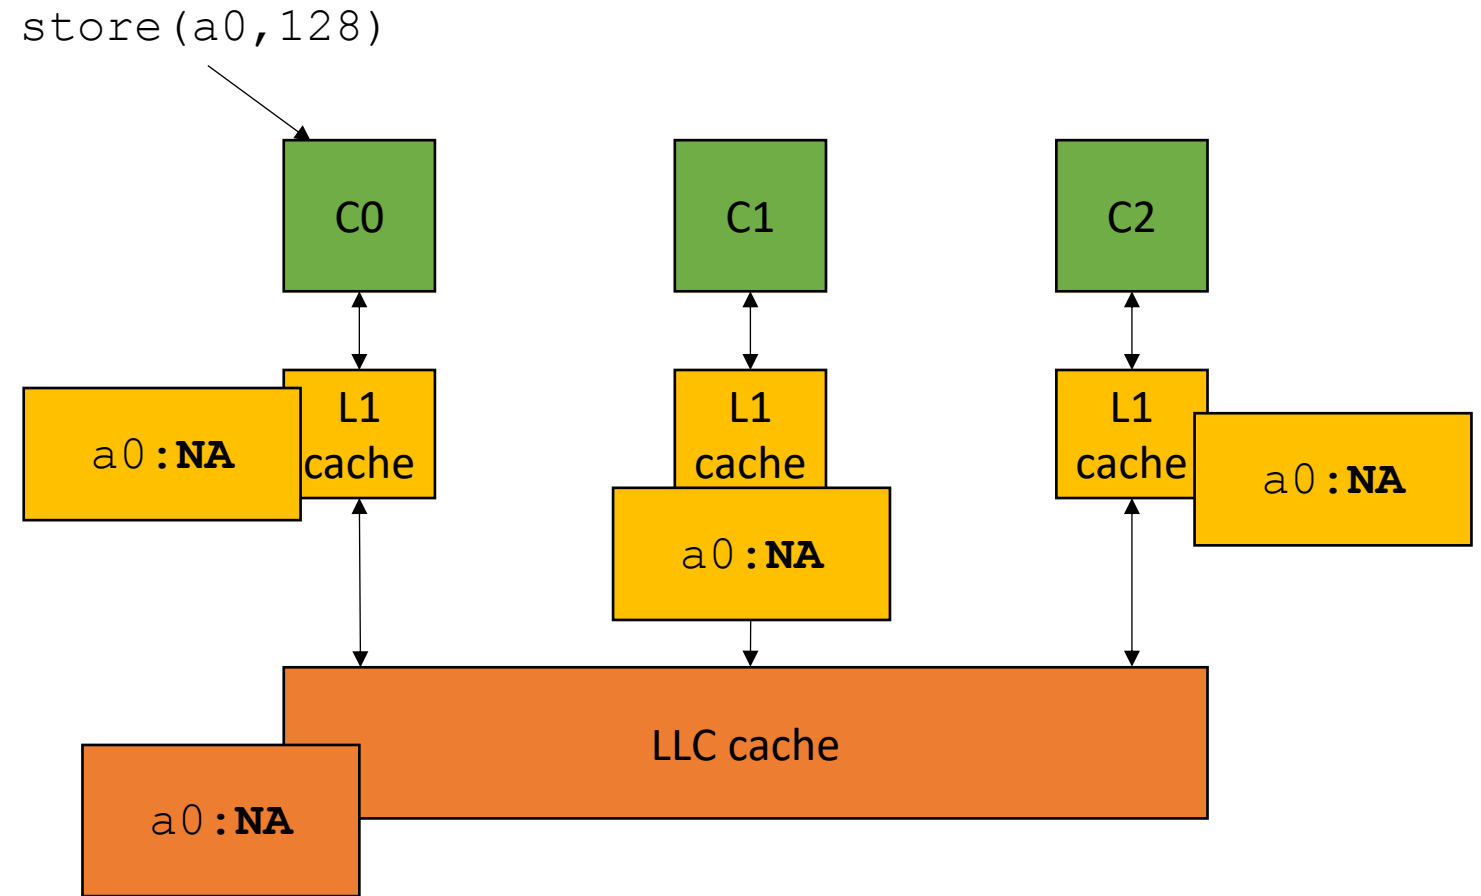 store(a0,128)
C0
C1
C2
L1
cache
L1
cache
L1
cache
a0:NA
a0:NA
a0:NA
LLC cache
a0:NA